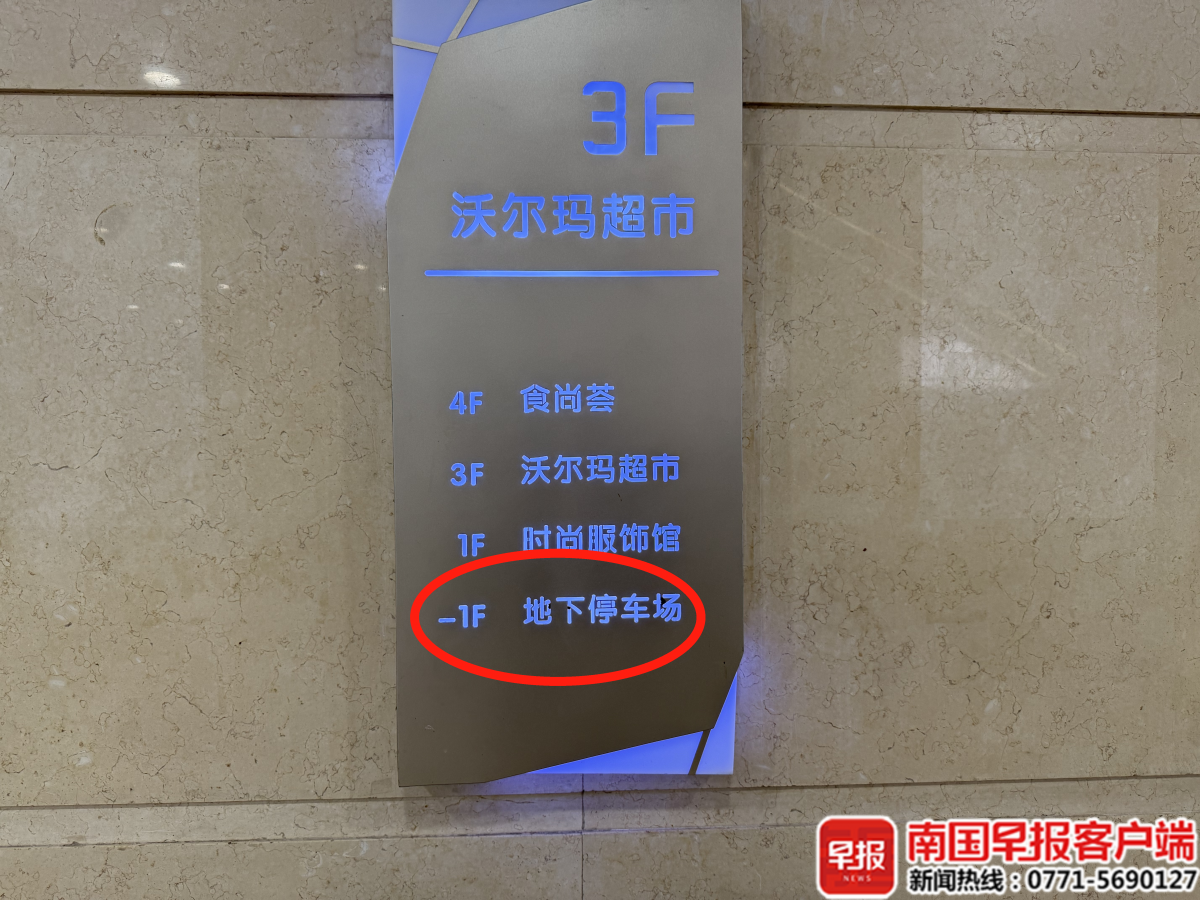 3F
沃尔玛超市
4F 食尚荟
3F 沃尔玛超市
1F 时尚服饰馆
-1F 地下停车场
早报
NEWS
南国早报客户端
新闻热线：0771-5690127